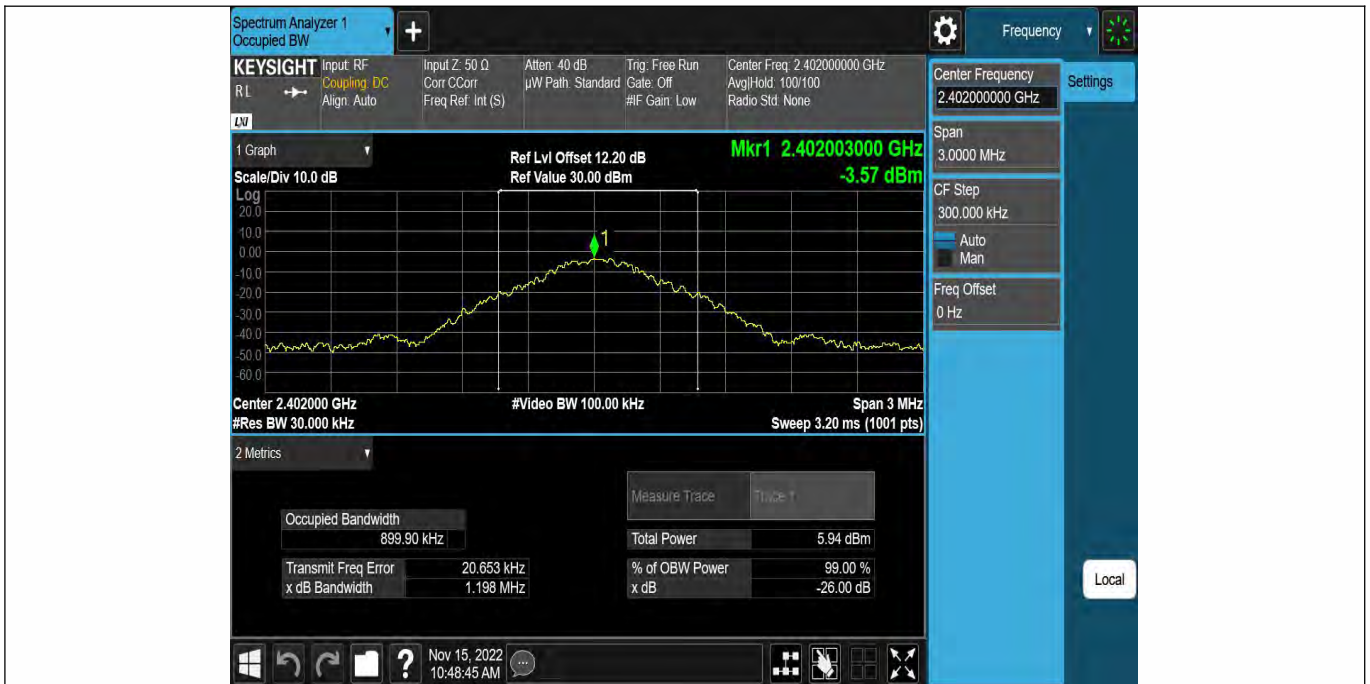 Spectrum Analyzer 1
Occupied BW
+
Frequency
KEYSIGHT
RL
LXI
Input: RF
Coupling: DC
Align: Auto
Input Z: 50 Ω
Corr CCorr
Freq Ref: Int (S)
Atten: 40 dB
µW Path: Standard
Trig: Free Run
Gate: Off
#IF Gain: Low
Center Freq: 2.402000000 GHz
Avg|Hold: 100/100
Radio Std: None
Center Frequency
2.402000000 GHz
Settings
Span
3.0000 MHz
CF Step
300.000 kHz
Auto
Man
Freq Offset
0 Hz
Local
1 Graph
Scale/Div 10.0 dB
Ref Lvl Offset 12.20 dB
Ref Value 30.00 dBm
Mkr1 2.402003000 GHz
-3.57 dBm
Log
20.0
10.0
0.00
-10.0
-20.0
-30.0
-40.0
-50.0
-60.0
1
Center 2.402000 GHz
#Video BW 100.00 kHz
Span 3 MHz
#Res BW 30.000 kHz
Sweep 3.20 ms (1001 pts)
2 Metrics
Measure Trace
Trace 1
Occupied Bandwidth
899.90 kHz
Total Power 5.94 dBm
Transmit Freq Error 20.653 kHz
% of OBW Power 99.00 %
x dB Bandwidth 1.198 MHz
x dB -26.00 dB
?
Nov 15, 2022
10:48:45 AM